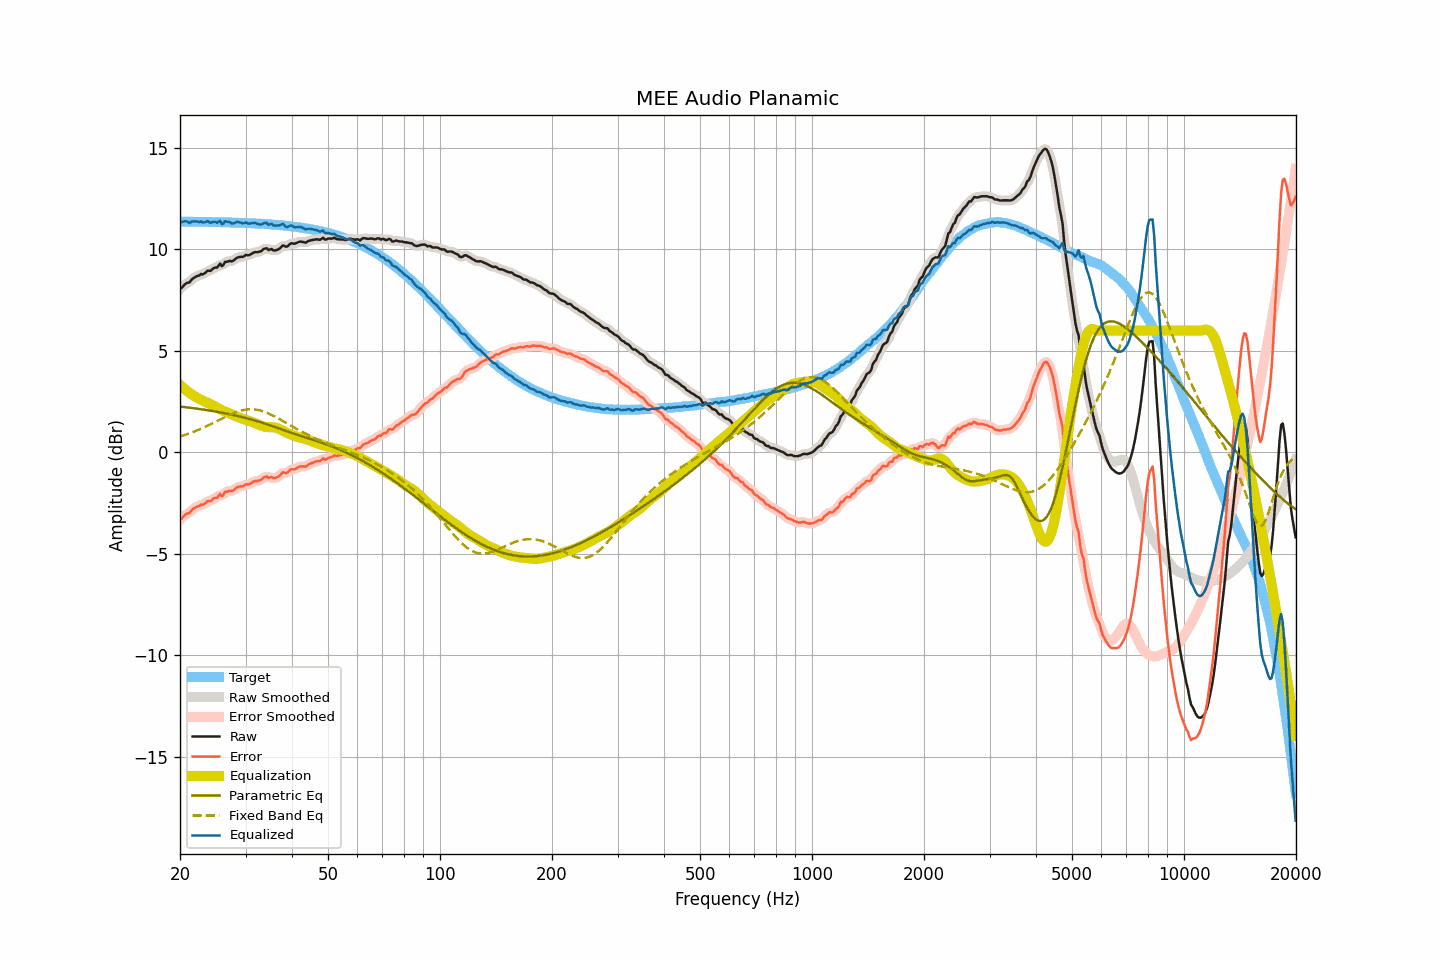 MEE Audio Planamic
Amplitude (dBr)
15
10
5
0
−5
−10
−15
Target
Raw Smoothed
Error Smoothed
Raw
Error
Equalization
Parametric Eq
Fixed Band Eq
Equalized
20 50 100 200 500 1000 2000 5000 10000 20000
Frequency (Hz)